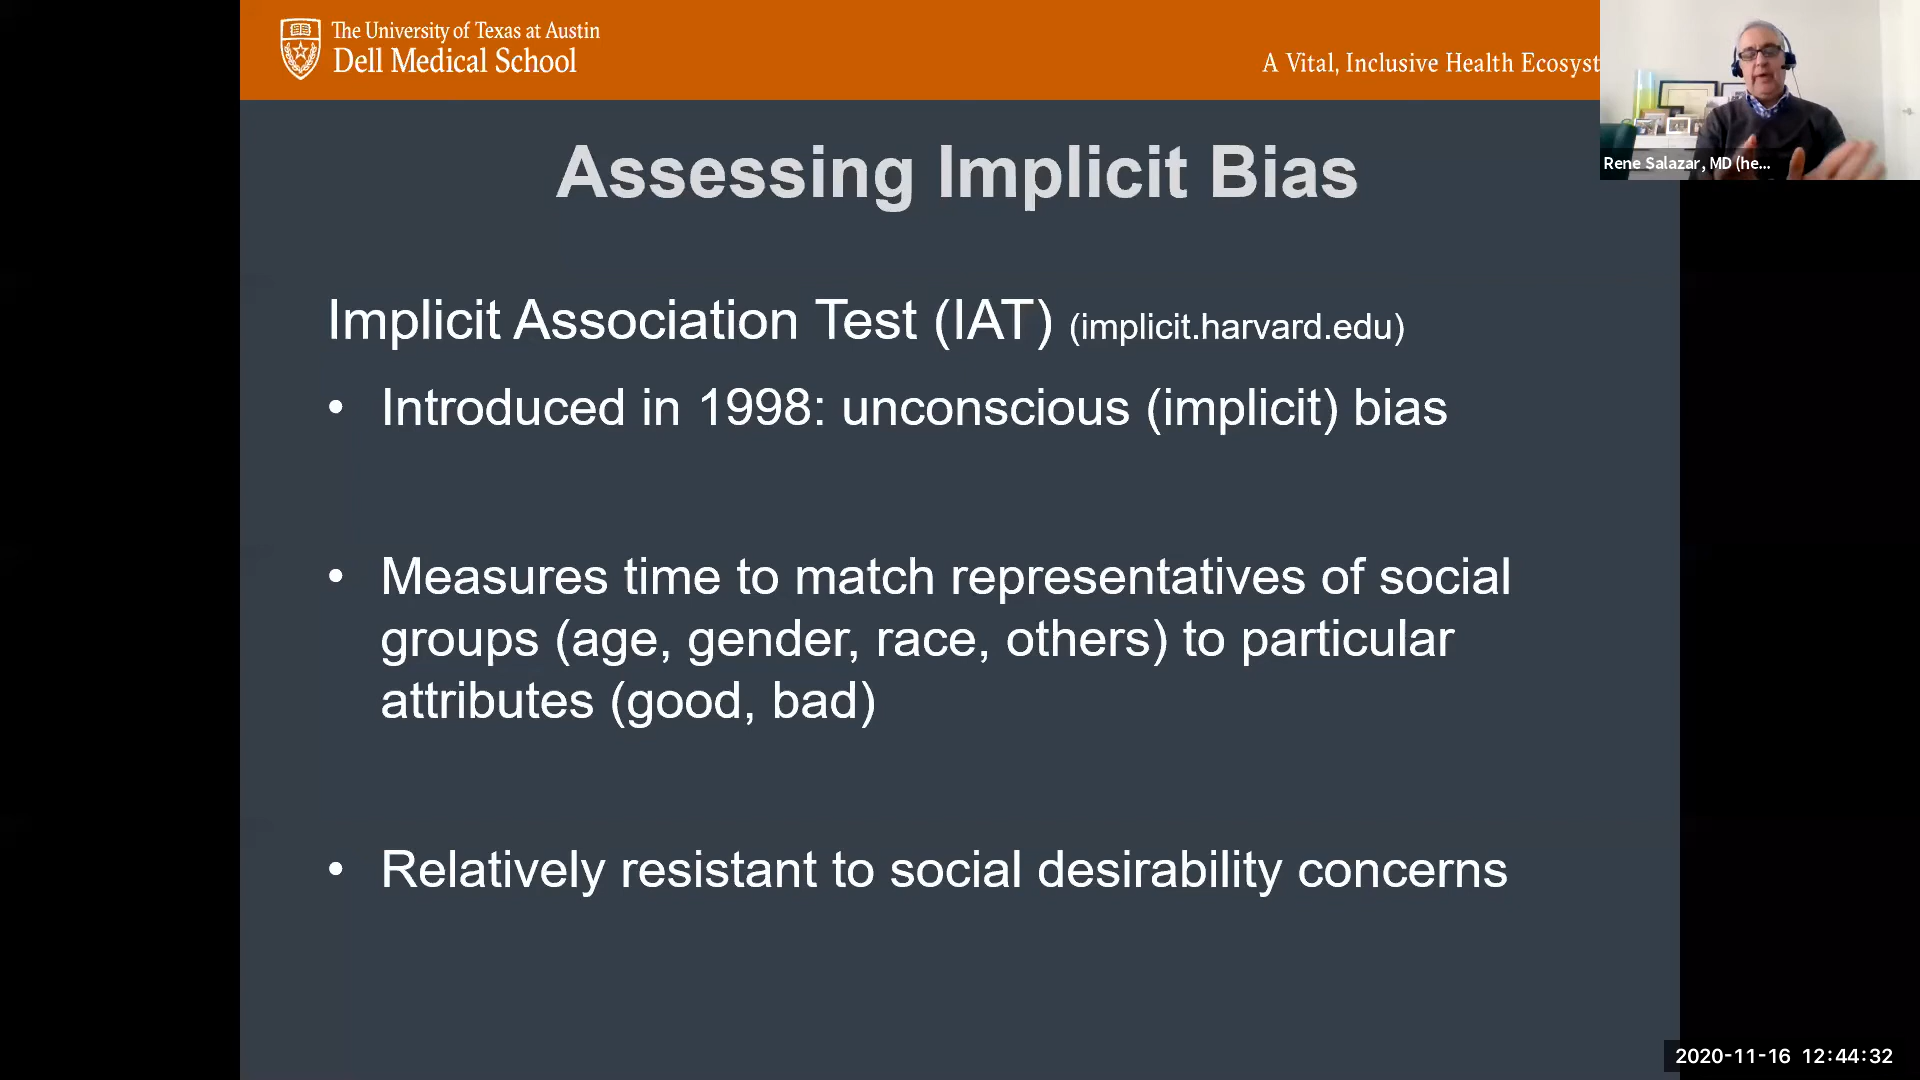 The University of Texas at Austin
Dell Medical School
A Vital, Inclusive Health Ecosyst
Rene Salazar, MD (he...
Assessing Implicit Bias
Implicit Association Test (IAT) (implicit.harvard.edu)
• Introduced in 1998: unconscious (implicit) bias
• Measures time to match representatives of social
groups (age, gender, race, others) to particular
attributes (good, bad)
• Relatively resistant to social desirability concerns
2020-11-16 12:44:32